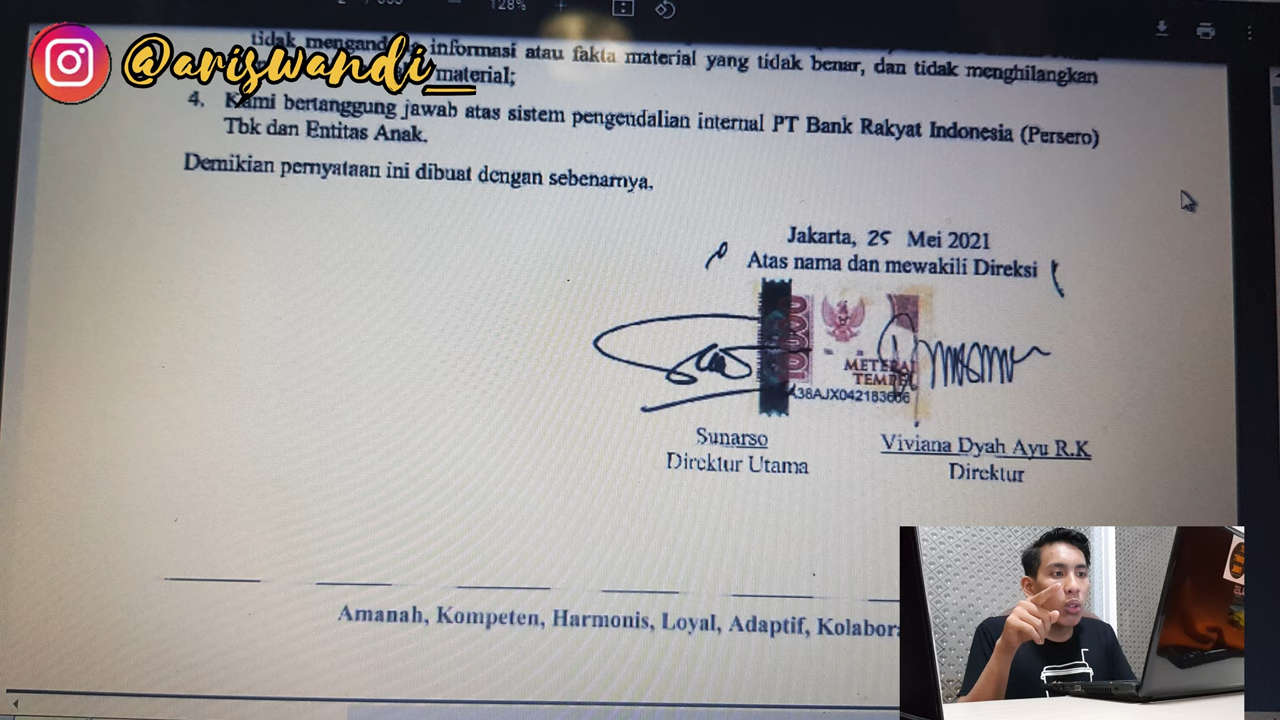 128%
@ariswandi_
informasi atau fakta material yang tidak benar, dan tidak menghilangkan
material;
4. Kami bertanggung jawab atas sistem pengendalian internal PT Bank Rakyat Indonesia (Persero)
Tbk dan Entitas Anak.
Demikian pernyataan ini dibuat dengan sebenarnya.
Jakarta, 25 Mei 2021
Atas nama dan mewakili Direksi
10000
METERAI
TEMPEL
Sunarso
Direktur Utama
Viviana Dyah Ayu R.K
Direktur
Amanah, Kompeten, Harmonis, Loyal, Adaptif,